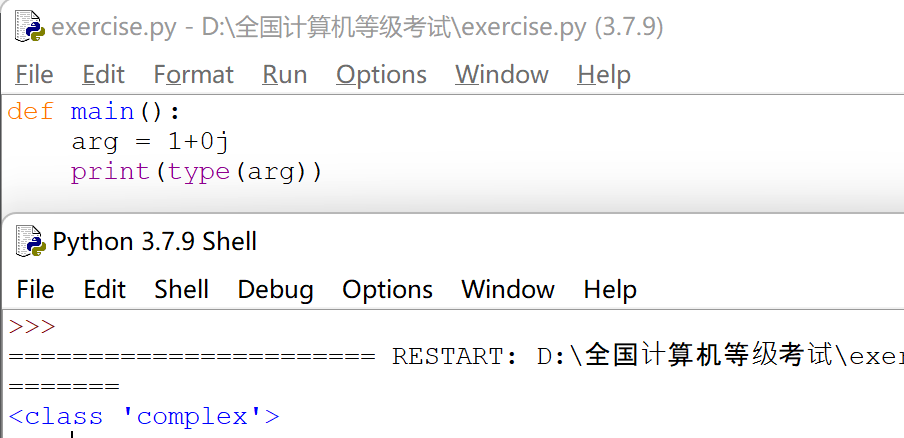 exercise.py - D:\全国计算机等级考试\exercise.py (3.7.9)
File Edit Format Run Options Window Help
def main():
    arg = 1+0j
    print(type(arg))
Python 3.7.9 Shell
File Edit Shell Debug Options Window Help
>>>
======================= RESTART: D:\全国计算机等级考试\exer
=======
<class 'complex'>